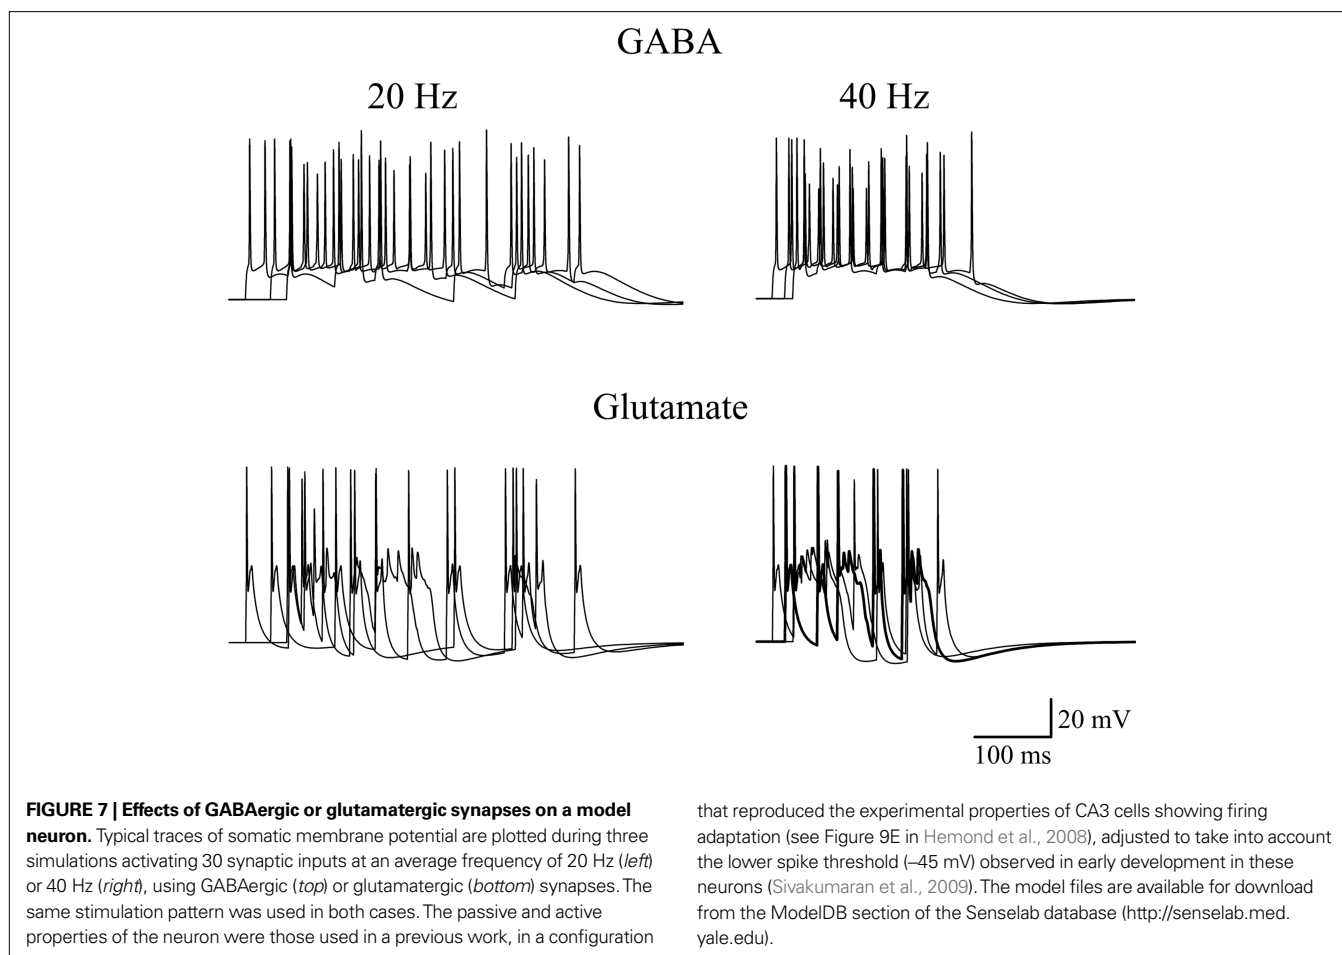 GABA
20 Hz
40 Hz
Glutamate
20 mV
100 ms
FIGURE 7 | Effects of GABAergic or glutamatergic synapses on a model
neuron. Typical traces of somatic membrane potential are plotted during three
simulations activating 30 synaptic inputs at an average frequency of 20 Hz (left)
or 40 Hz (right), using GABAergic (top) or glutamatergic (bottom) synapses. The
same stimulation pattern was used in both cases. The passive and active
properties of the neuron were those used in a previous work, in a configuration
that reproduced the experimental properties of CA3 cells showing firing
adaptation (see Figure 9E in Hemond et al., 2008), adjusted to take into account
the lower spike threshold (–45 mV) observed in early development in these
neurons (Sivakumaran et al., 2009). The model files are available for download
from the ModelDB section of the Senselab database (http://senselab.med.
yale.edu).